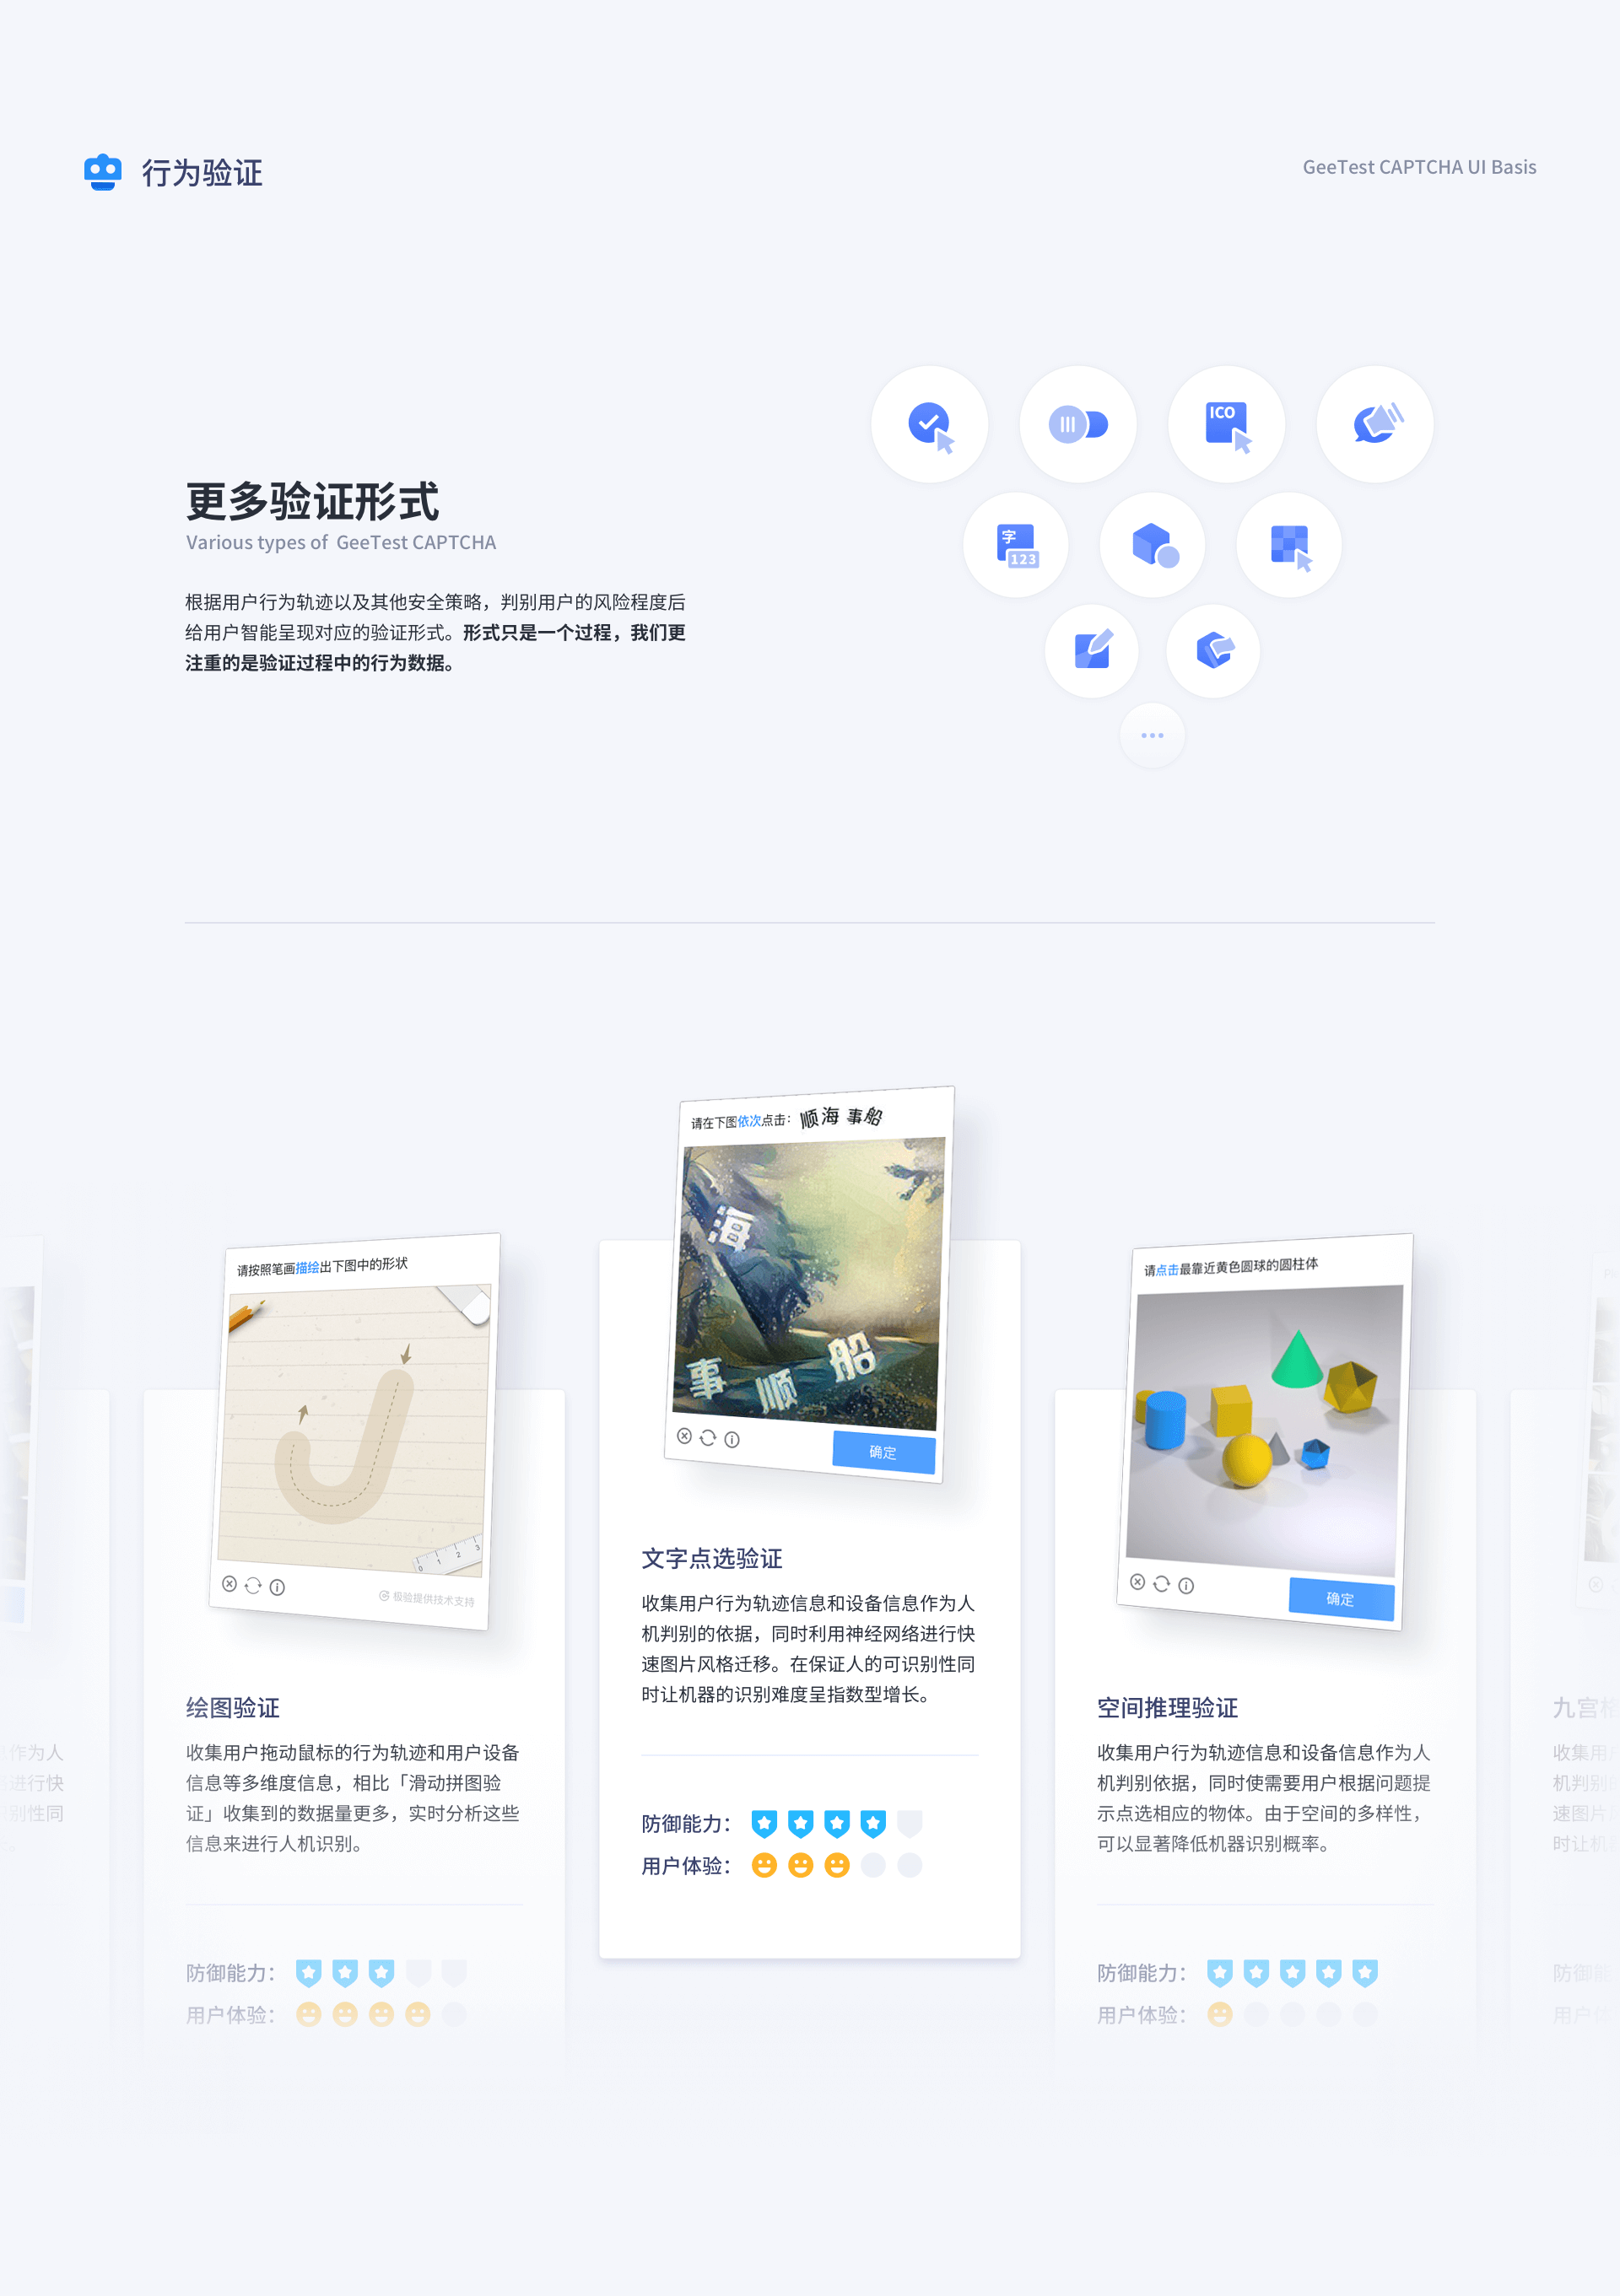 行为验证
GeeTest CAPTCHA UI Basis
ICO
字
123
更多验证形式
Various types of GeeTest CAPTCHA
根据用户行为轨迹以及其他安全策略，判别用户的风险程度后
给用户智能呈现对应的验证形式。形式只是一个过程，我们更
注重的是验证过程中的行为数据。
请在下图依次点击：顺海事船
海
船
事
顺
确定
请按照笔画描绘出下图中的形状
0 1 2 3
极验提供技术支持
请点击最靠近黄色圆球的圆柱体
确定
作为人
进行快
别性同
绘图验证
收集用户拖动鼠标的行为轨迹和用户设备
信息等多维度信息，相比「滑动拼图验
证」收集到的数据量更多，实时分析这些
信息来进行人机识别。
防御能力：
用户体验：
文字点选验证
收集用户行为轨迹信息和设备信息作为人
机判别的依据，同时利用神经网络进行快
速图片风格迁移。在保证人的可识别性同
时让机器的识别难度呈指数型增长。
防御能力：
用户体验：
空间推理验证
收集用户行为轨迹信息和设备信息作为人
机判别依据，同时使需要用户根据问题提
示点选相应的物体。由于空间的多样性，
可以显著降低机器识别概率。
防御能力：
用户体验：
九宫格
收集用
机判别
速图片
时让机
防御能
用户体